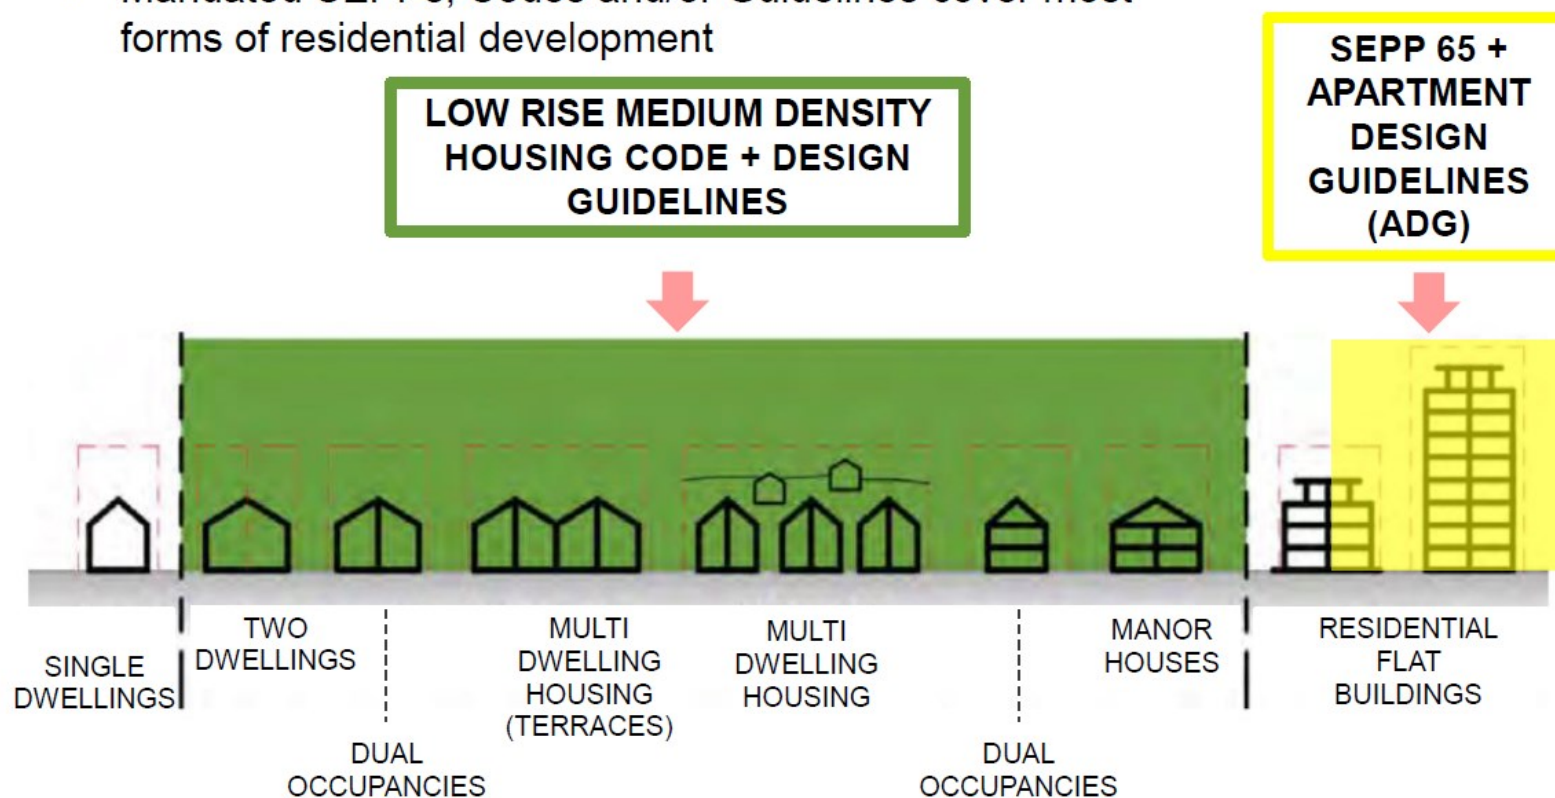 forms of residential development
LOW RISE MEDIUM DENSITY
HOUSING CODE + DESIGN
GUIDELINES
SEPP 65 +
APARTMENT
DESIGN
GUIDELINES
(ADG)
SINGLE
DWELLINGS
TWO
DWELLINGS
DUAL
OCCUPANCIES
MULTI
DWELLING
HOUSING
(TERRACES)
MULTI
DWELLING
HOUSING
DUAL
OCCUPANCIES
MANOR
HOUSES
RESIDENTIAL
FLAT
BUILDINGS